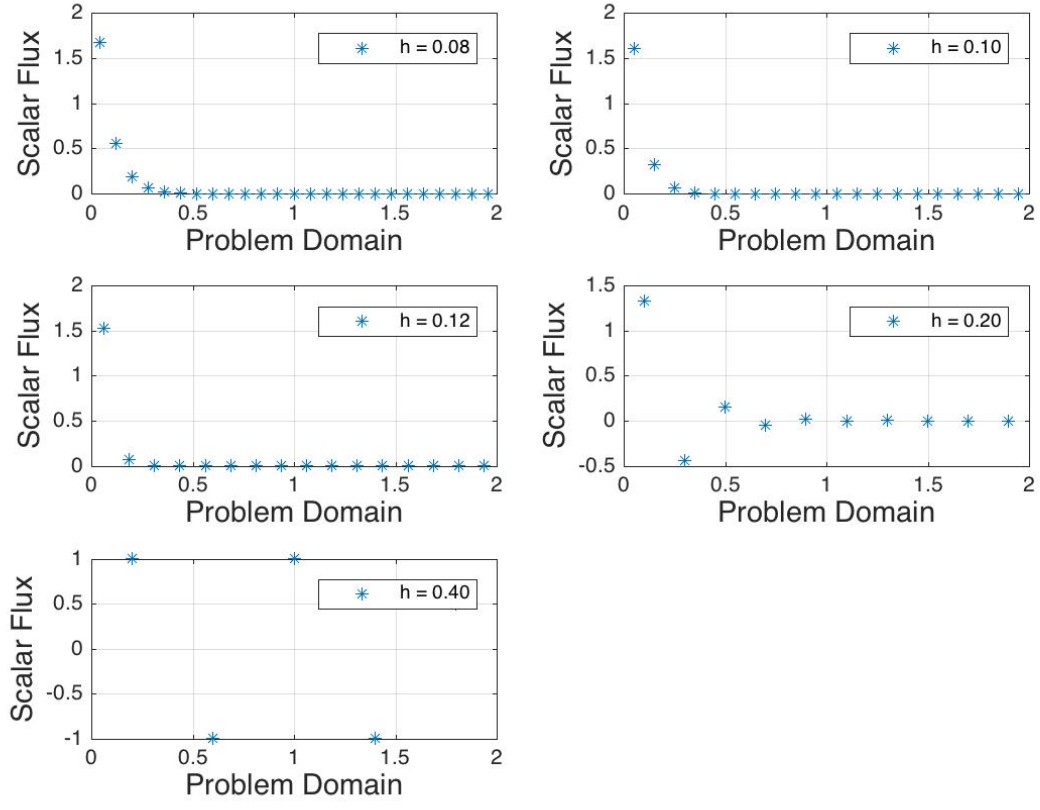 2
1.5
1
0.5
0
Scalar Flux
h = 0.08
0 0.5 1 1.5 2
Problem Domain
2
1.5
1
0.5
0
Scalar Flux
h = 0.10
0 0.5 1 1.5 2
Problem Domain
2
1.5
1
0.5
0
Scalar Flux
h = 0.12
0 0.5 1 1.5 2
Problem Domain
1.5
1
0.5
0
-0.5
Scalar Flux
h = 0.20
0 0.5 1 1.5 2
Problem Domain
1
0.5
0
-0.5
-1
Scalar Flux
h = 0.40
0 0.5 1 1.5 2
Problem Domain